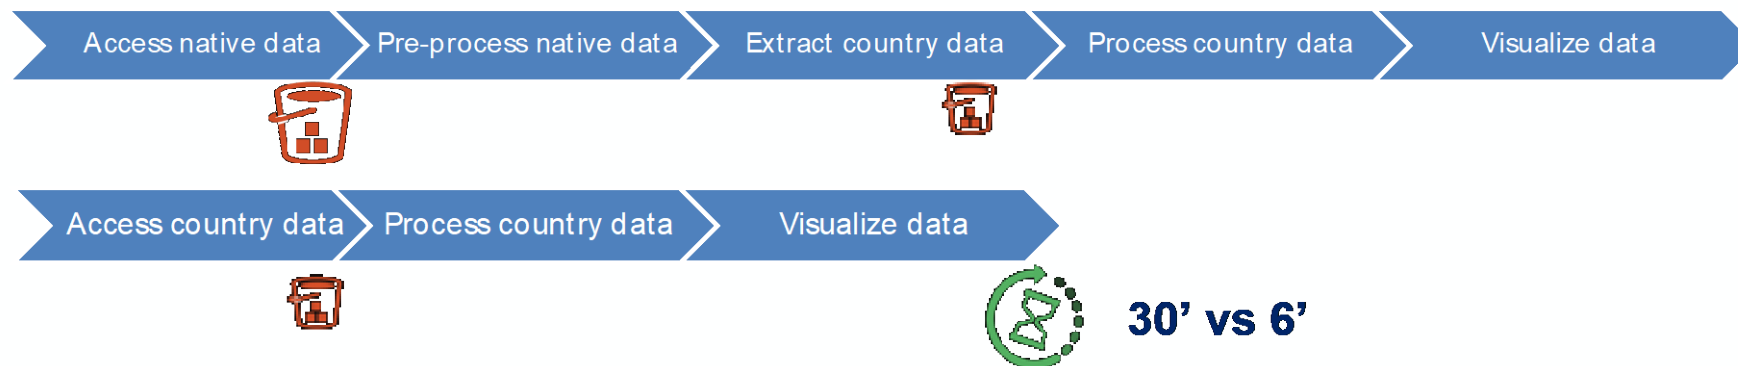 Access native data
Pre-process native data
Extract country data
Process country data
Visualize data
Access country data
Process country data
Visualize data
30’ vs 6’